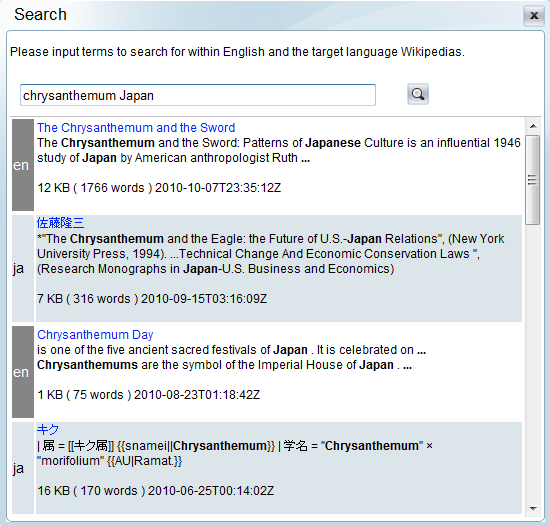 Search
x
Please input terms to search for within English and the target language Wikipedias.
chrysanthemum Japan
en
The Chrysanthemum and the Sword
The Chrysanthemum and the Sword: Patterns of Japanese Culture is an influential 1946
study of Japan by American anthropologist Ruth ...
12 KB ( 1766 words ) 2010-10-07T23:35:12Z
ja
佐藤隆三
*"The Chrysanthemum and the Eagle: the Future of U.S.-Japan Relations", (New York
University Press, 1994). ...Technical Change And Economic Conservation Laws ",
(Research Monographs in Japan-U.S. Business and Economics)
7 KB ( 316 words ) 2010-09-15T03:16:09Z
en
Chrysanthemum Day
is one of the five ancient sacred festivals of Japan . It is celebrated on ...
Chrysanthemums are the symbol of the Imperial House of Japan . ...
1 KB ( 75 words ) 2010-08-23T01:18:42Z
ja
キク
| 属 = [[キク属]] {{snamei||Chrysanthemum}} | 学名 = "Chrysanthemum" ×
"morifolium" {{AU|Ramat.}}
16 KB ( 170 words ) 2010-06-25T00:14:02Z